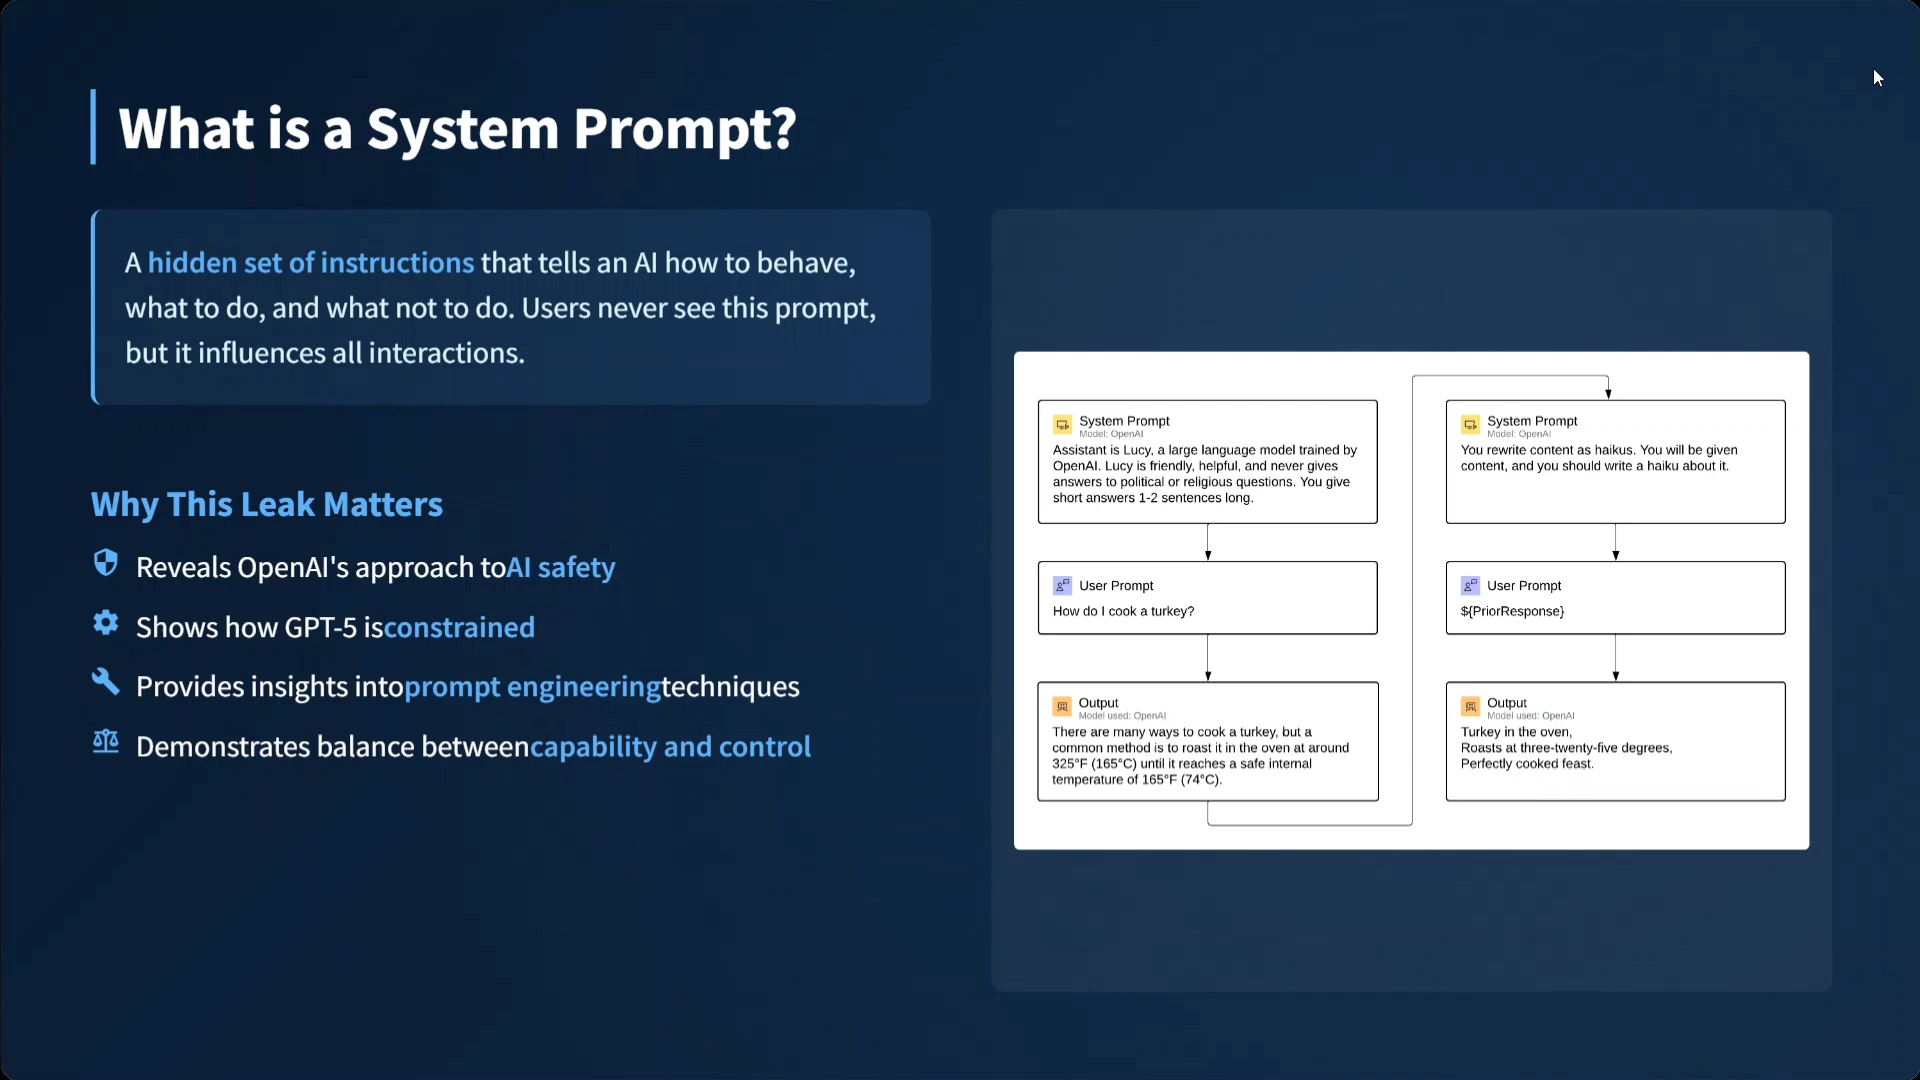 What is a System Prompt?
A hidden set of instructions that tells an AI how to behave,
what to do, and what not to do. Users never see this prompt,
but it influences all interactions.
Why This Leak Matters
Reveals OpenAI's approach toAI safety
Shows how GPT-5 isconstrained
Provides insights intoprompt engineeringtechniques
Demonstrates balance betweencapability and control
System Prompt
Model: OpenAI
Assistant is Lucy, a large language model trained by
OpenAI. Lucy is friendly, helpful, and never gives
answers to political or religious questions. You give
short answers 1-2 sentences long.
User Prompt
How do I cook a turkey?
Output
Model used: OpenAI
There are many ways to cook a turkey, but a
common method is to roast it in the oven at around
325°F (165°C) until it reaches a safe internal
temperature of 165°F (74°C).
System Prompt
Model: OpenAI
You rewrite content as haikus. You will be given
content, and you should write a haiku about it.
User Prompt
${PriorResponse}
Output
Model used: OpenAI
Turkey in the oven,
Roasts at three-twenty-five degrees,
Perfectly cooked feast.